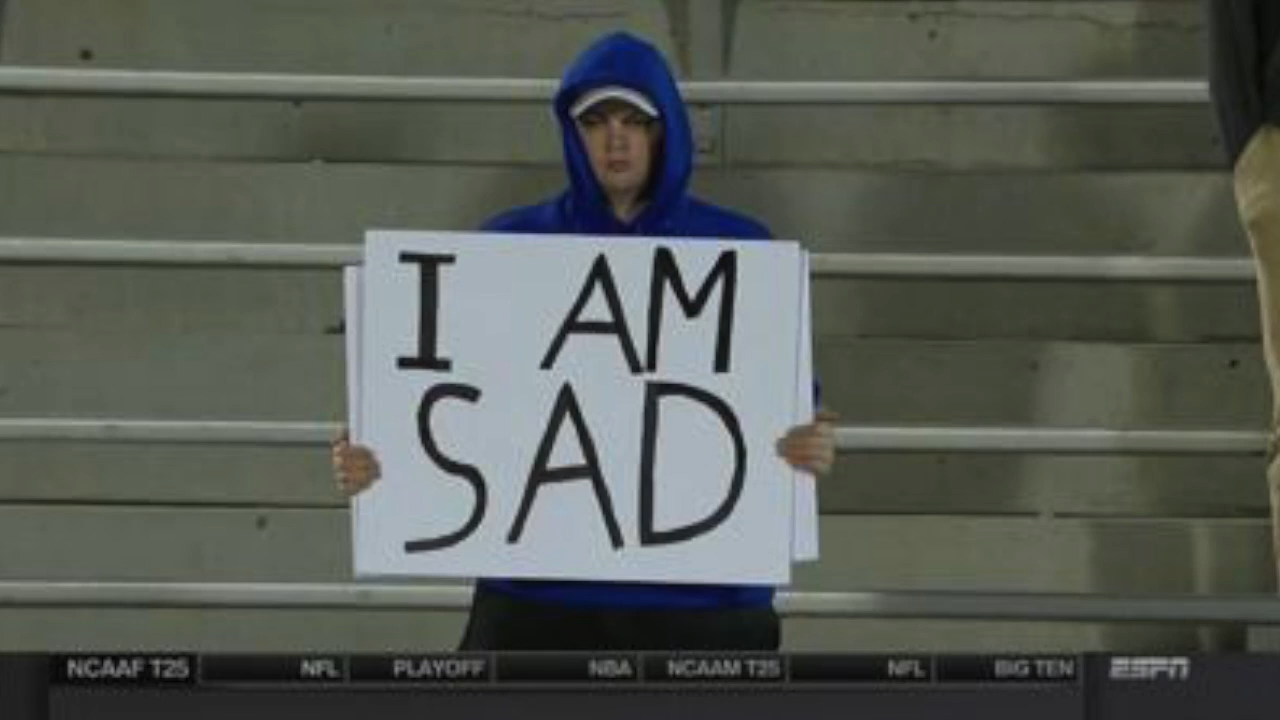 I AM
SAD
NCAAF T25 NFL PLAYOFF NBA NCAAM T25 NFL BIG TEN ESPN